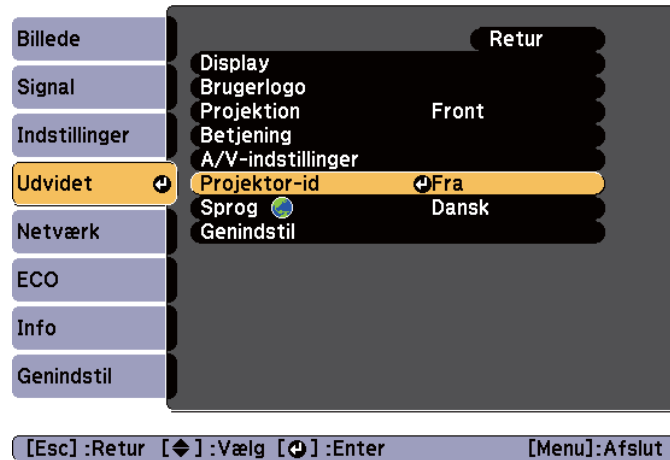 Billede
Signal
Indstillinger
Udvidet
Netværk
ECO
Info
Genindstil
Retur
Display
Brugerlogo
Projektion Front
Betjening
A/V-indstillinger
Projektor-id Fra
Sprog Dansk
Genindstil
[Esc] :Retur [◆] :Vælg [↵] :Enter [Menu] :Afslut